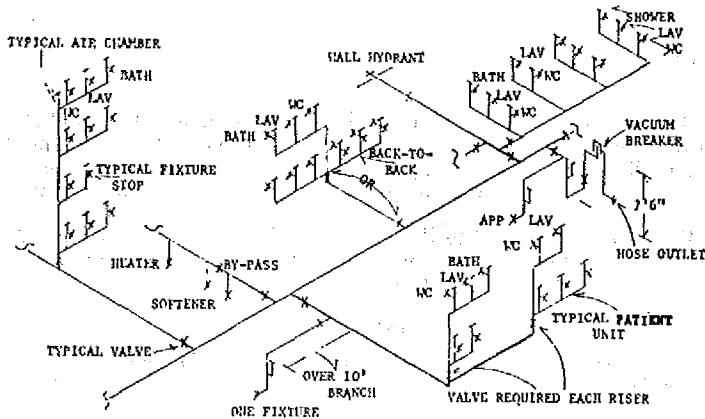 SHOWER
LAV
WC
TYPICAL AIR CHAMBER
WALL HYDRANT
BATH
LAV
WC
BATH
LAV
WC
WC
LAV
BATH
VACUUM
BREAKER
BACK-TO-
BACK
TYPICAL FIXTURE
STOP
OR
7'6"
APP
LAV
HOSE OUTLET
WC
HEATER
BY-PASS
SOFTENER
BATH
LAV
WC
TYPICAL PATIENT
UNIT
TYPICAL VALVE
OVER 10'
BRANCH
VALVE REQUIRED EACH RISER
ONE FIXTURE